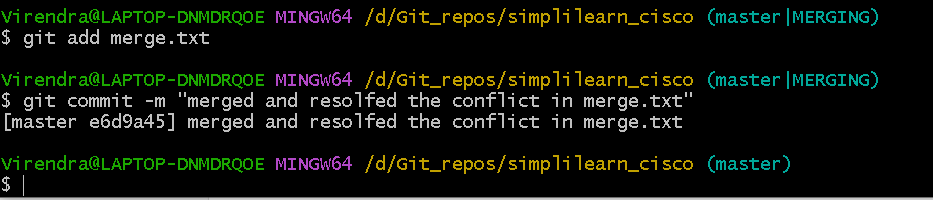 Virendra@LAPTOP-DNMDRQOE MINGW64 /d/Git_repos/simplilearn_cisco (master|MERGING)
$ git add merge.txt
Virendra@LAPTOP-DNMDRQOE MINGW64 /d/Git_repos/simplilearn_cisco (master|MERGING)
$ git commit -m "merged and resolfed the conflict in merge.txt"
[master e6d9a45] merged and resolfed the conflict in merge.txt
Virendra@LAPTOP-DNMDRQOE MINGW64 /d/Git_repos/simplilearn_cisco (master)
$